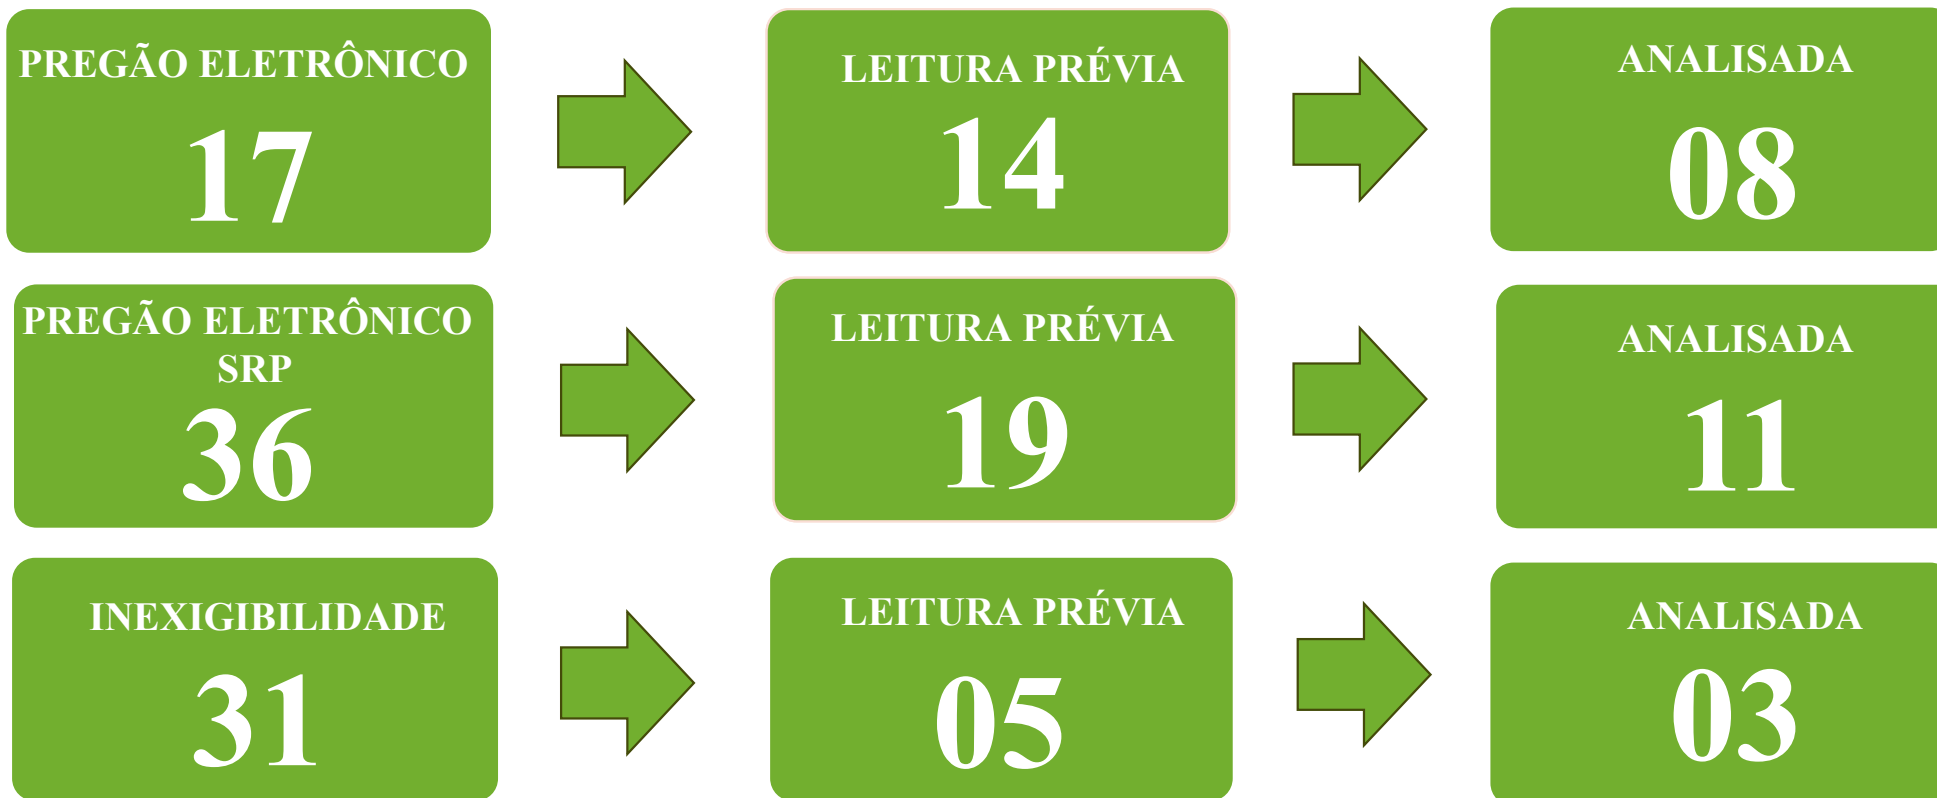 PREGÃO ELETRÔNICO
17
LEITURA PRÉVIA
14
ANALISADA
08
PREGÃO ELETRÔNICO
SRP
36
LEITURA PRÉVIA
19
ANALISADA
11
INEXIGIBILIDADE
31
LEITURA PRÉVIA
05
ANALISADA
03